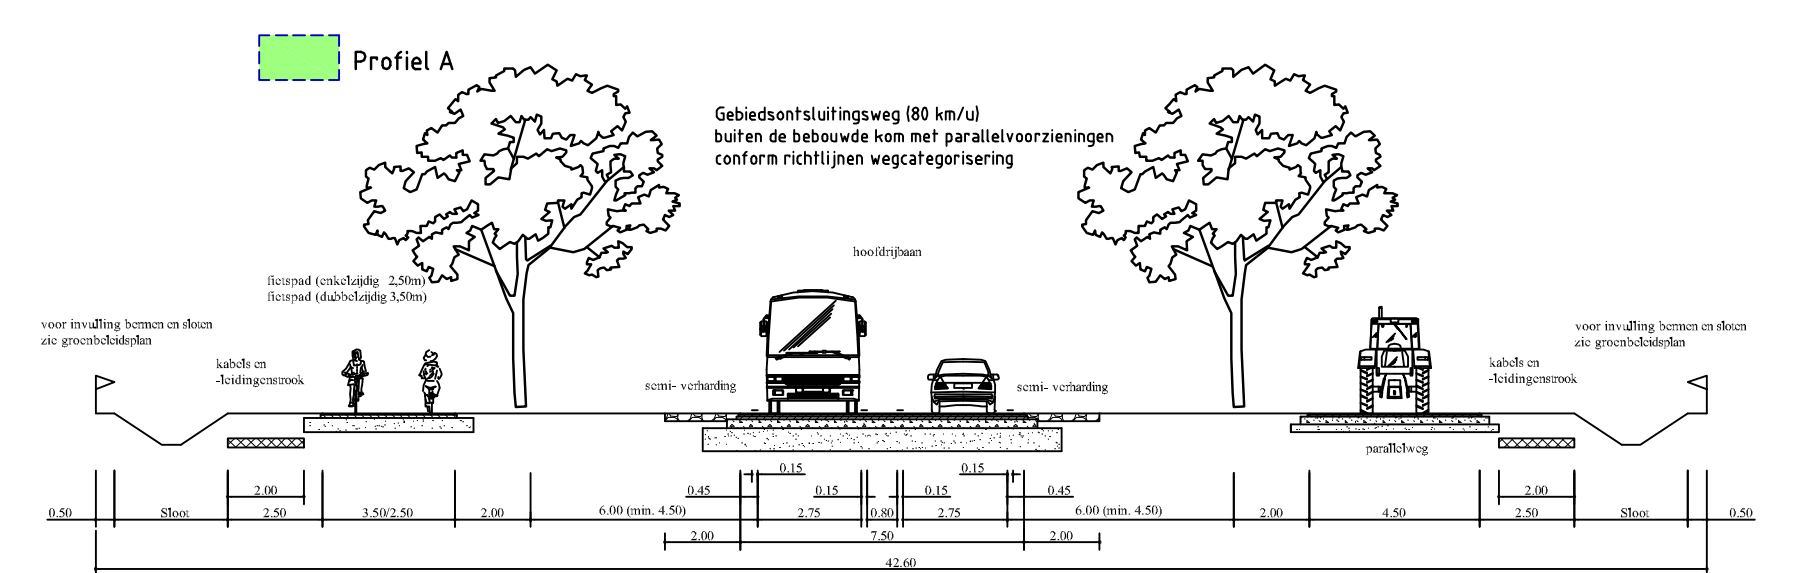 Profiel A
Gebiedsontsluitingsweg (80 km/u)
buiten de bebouwde kom met parallelvoorzieningen
conform richtlijnen wegcategorisering
hoofdrijbaan
fietspad (enkelzijdig 2,50m)
fietspad (dubbelzijdig 3,50m)
voor invulling bermen en sloten
zie groenbeleidsplan
kabels en
-leidingenstrook
semi- verharding
semi- verharding
voor invulling bermen en sloten
zie groenbeleidsplan
kabels en
-leidingenstrook
parallelweg
0.15 0.15
2.00 0.45 0.15 0.15 0.45 2.00
0.50 Sloot 2.50 3.50/2.50 2.00 6.00 (min. 4.50) 2.75 0.80 2.75 6.00 (min. 4.50) 2.00 4.50 2.50 Sloot 0.50
2.00 7.50 2.00
42.60